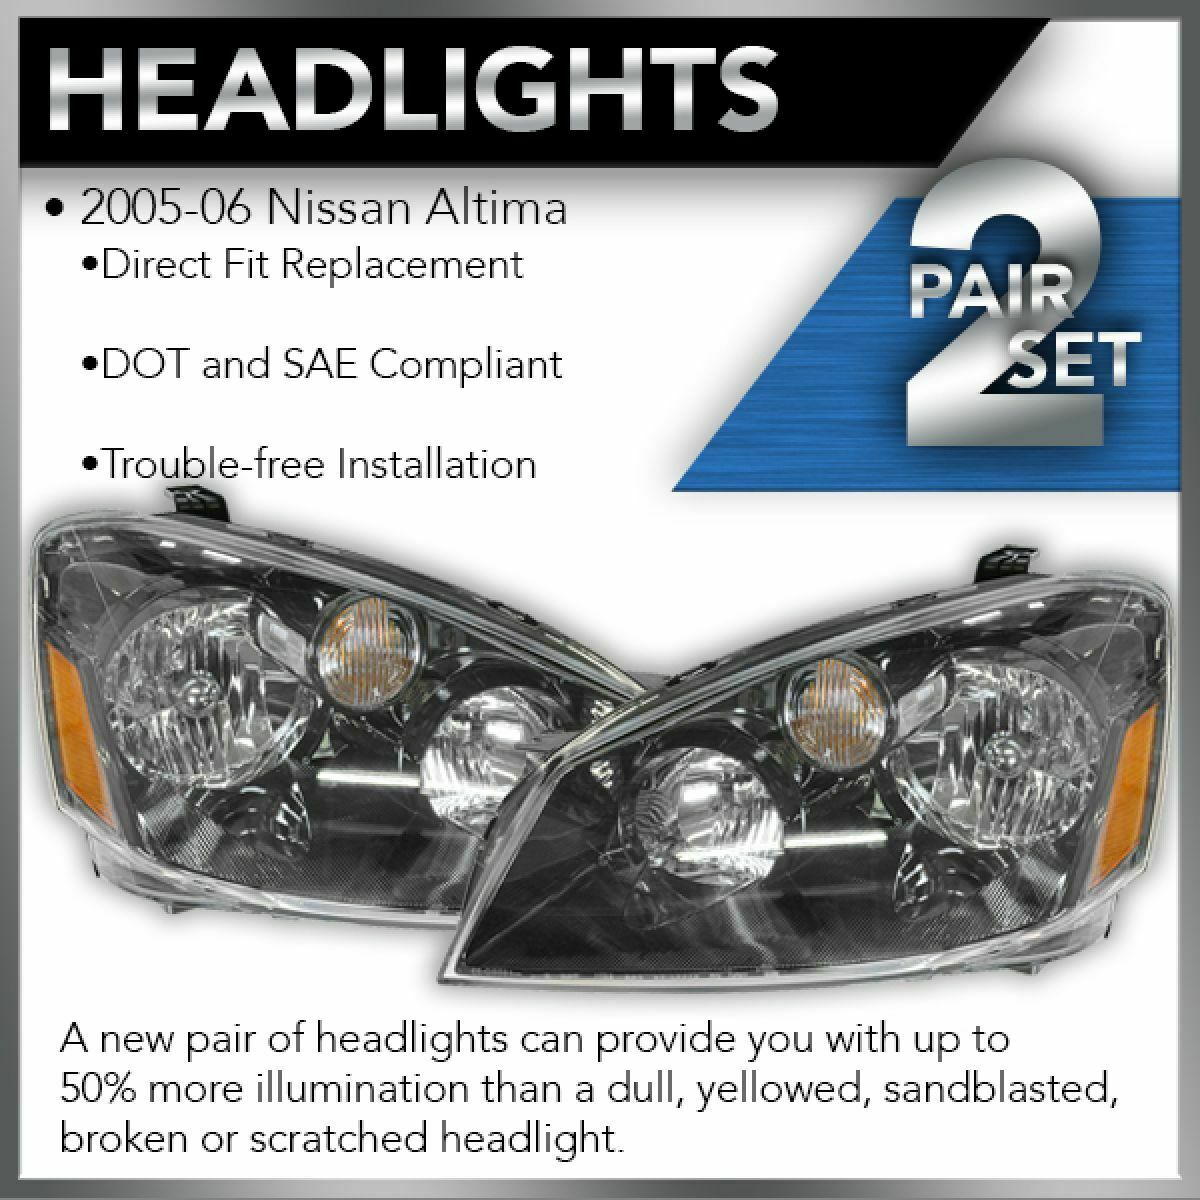 HEADLIGHTS
• 2005-06 Nissan Altima
•Direct Fit Replacement
•DOT and SAE Compliant
•Trouble-free Installation
2
PAIR
SET
A new pair of headlights can provide you with up to
50% more illumination than a dull, yellowed, sandblasted,
broken or scratched headlight.